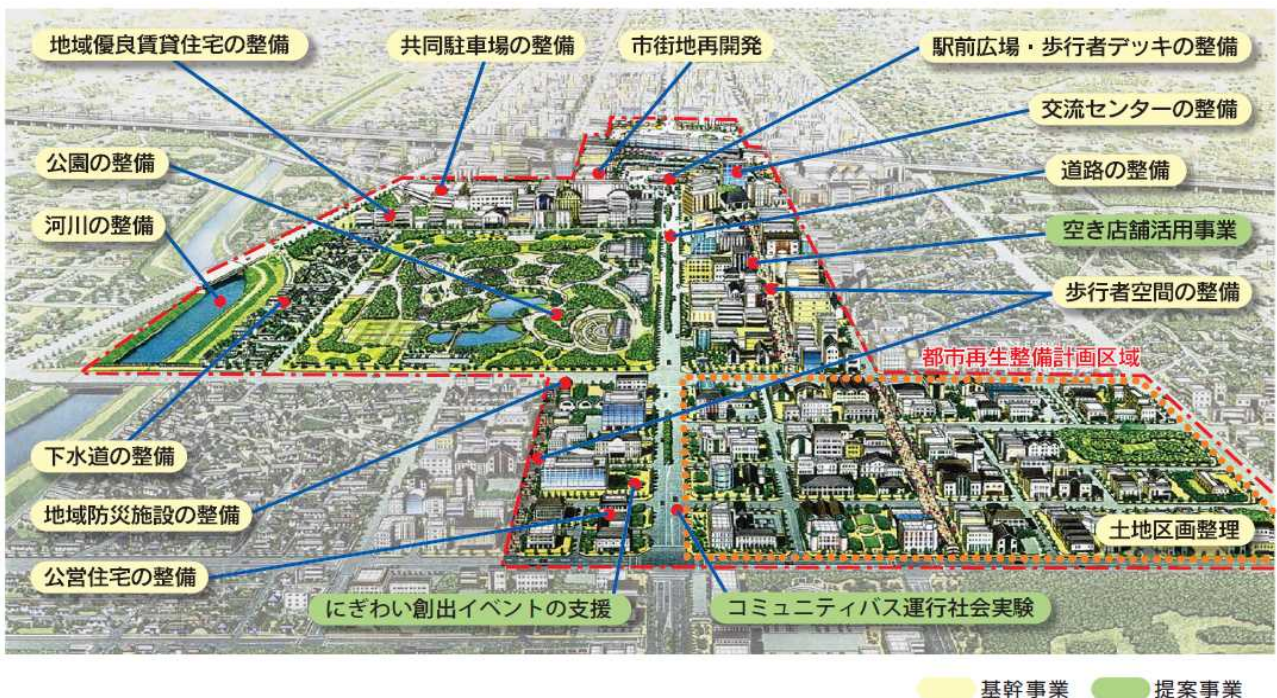 地域優良賃貸住宅の整備
共同駐車場の整備
市街地再開発
駅前広場・歩行者デッキの整備
交流センターの整備
公園の整備
道路の整備
河川の整備
空き店舗活用事業
歩行者空間の整備
都市再生整備計画区域
下水道の整備
地域防災施設の整備
土地区画整理
公営住宅の整備
にぎわい創出イベントの支援
コミュニティバス運行社会実験
基幹事業
提案事業